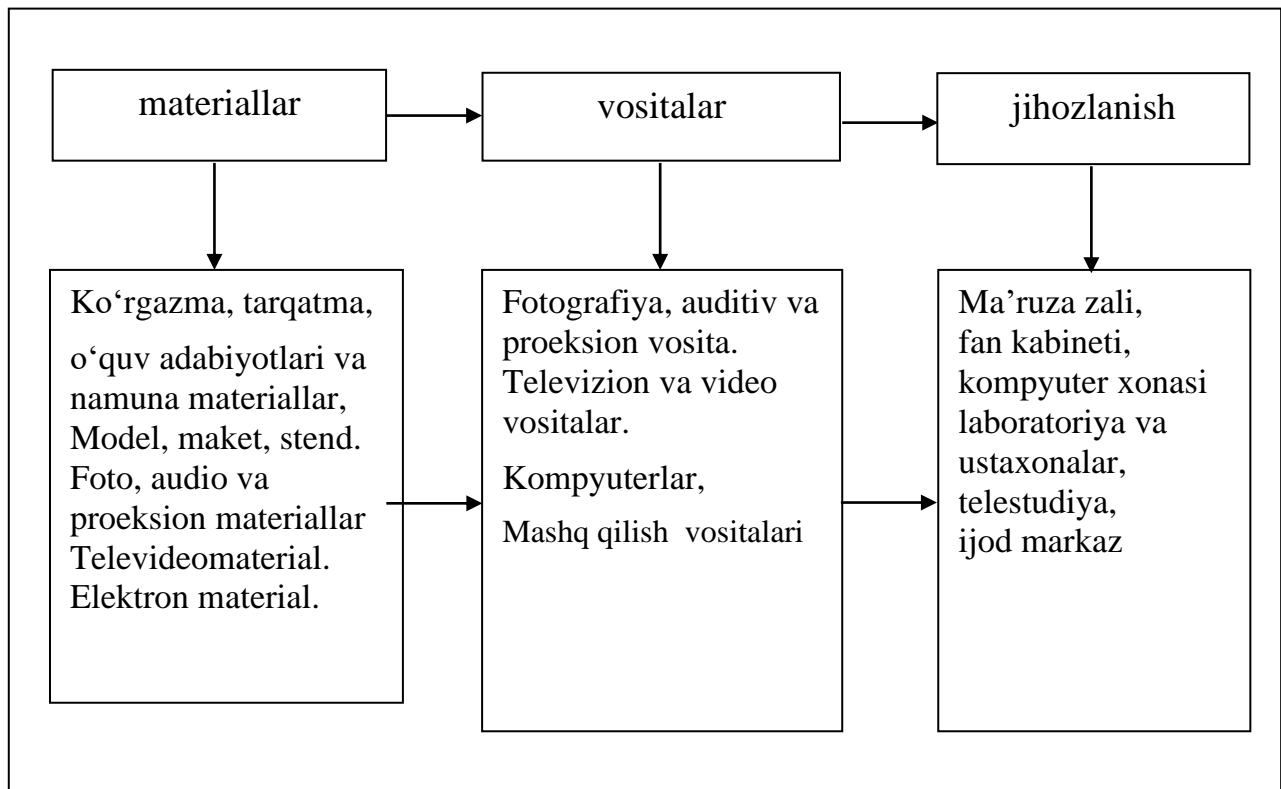 materiallar
vositalar
jihozlanish
Ko‘rgazma, tarqatma,
o‘quv adabiyotlari va
namuna materiallar,
Model, maket, stend.
Foto, audio va
proeksion materiallar
Televideomaterial.
Elektron material.
Fotografiya, auditiv va
proeksion vosita.
Televizion va video
vositalar.
Kompyuterlar,
Mashq qilish vositalari
Ma’ruza zali,
fan kabineti,
kompyuter xonasi
laboratoriya va
ustaxonalar,
telestudiya,
ijod markaz